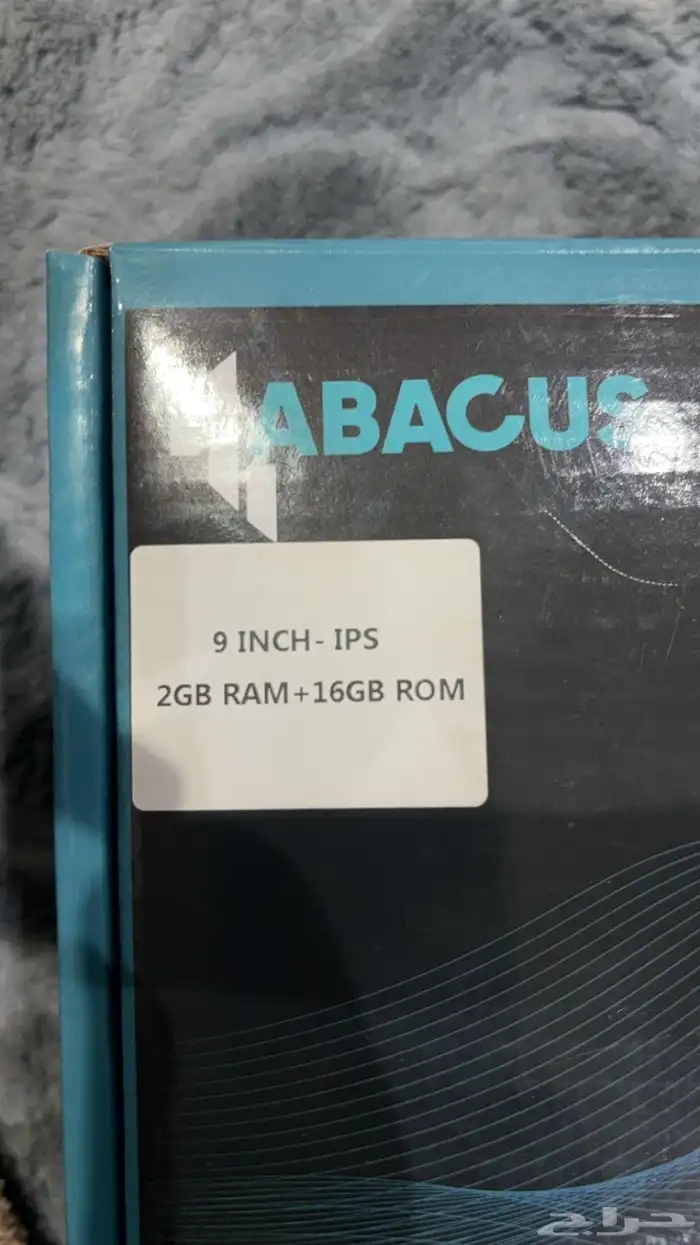 ABACUS
9 INCH- IPS
2GB RAM+16GB ROM
حراج